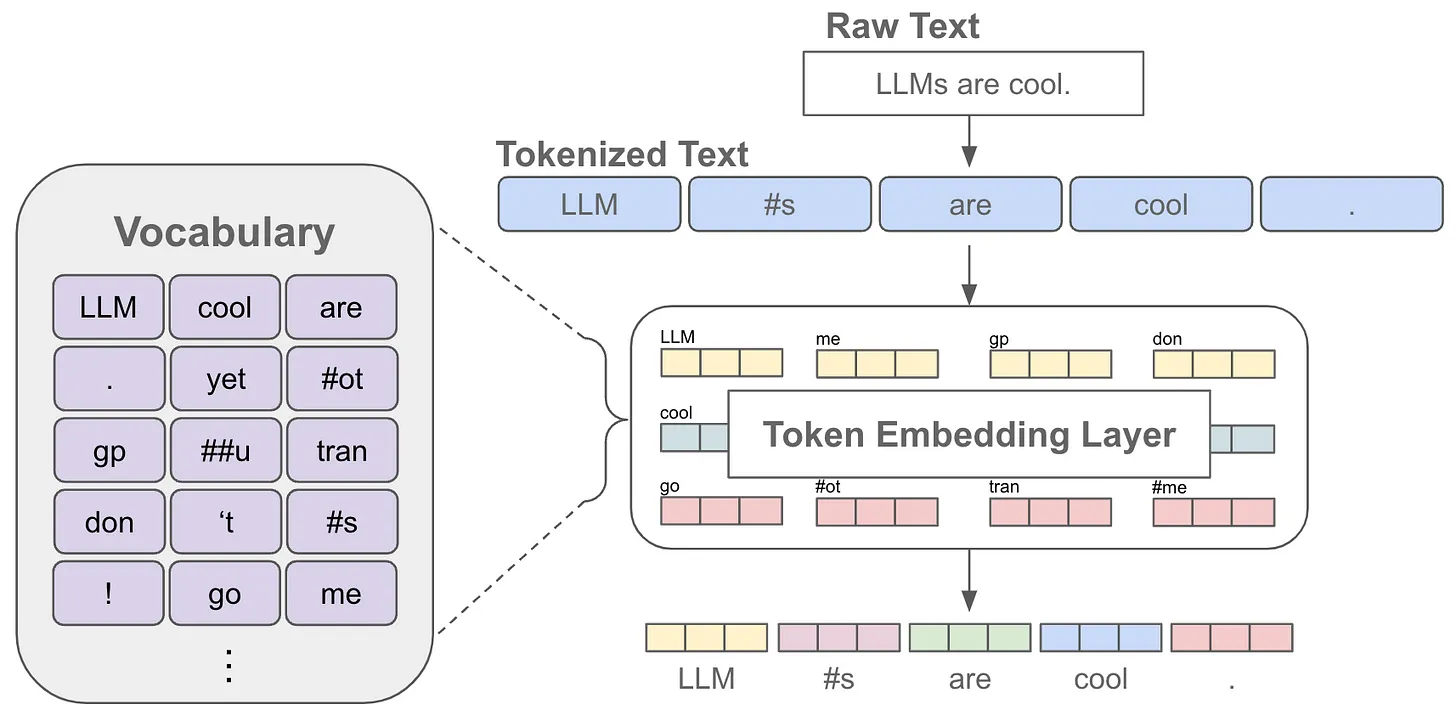 Raw Text
LLMs are cool.
Tokenized Text
LLM #s are cool .
Vocabulary
LLM cool are
. yet #ot
gp ##u tran
don ‘t #s
! go me
⋮
LLM me gp don
cool
Token Embedding Layer
go #ot tran #me
LLM #s are cool .